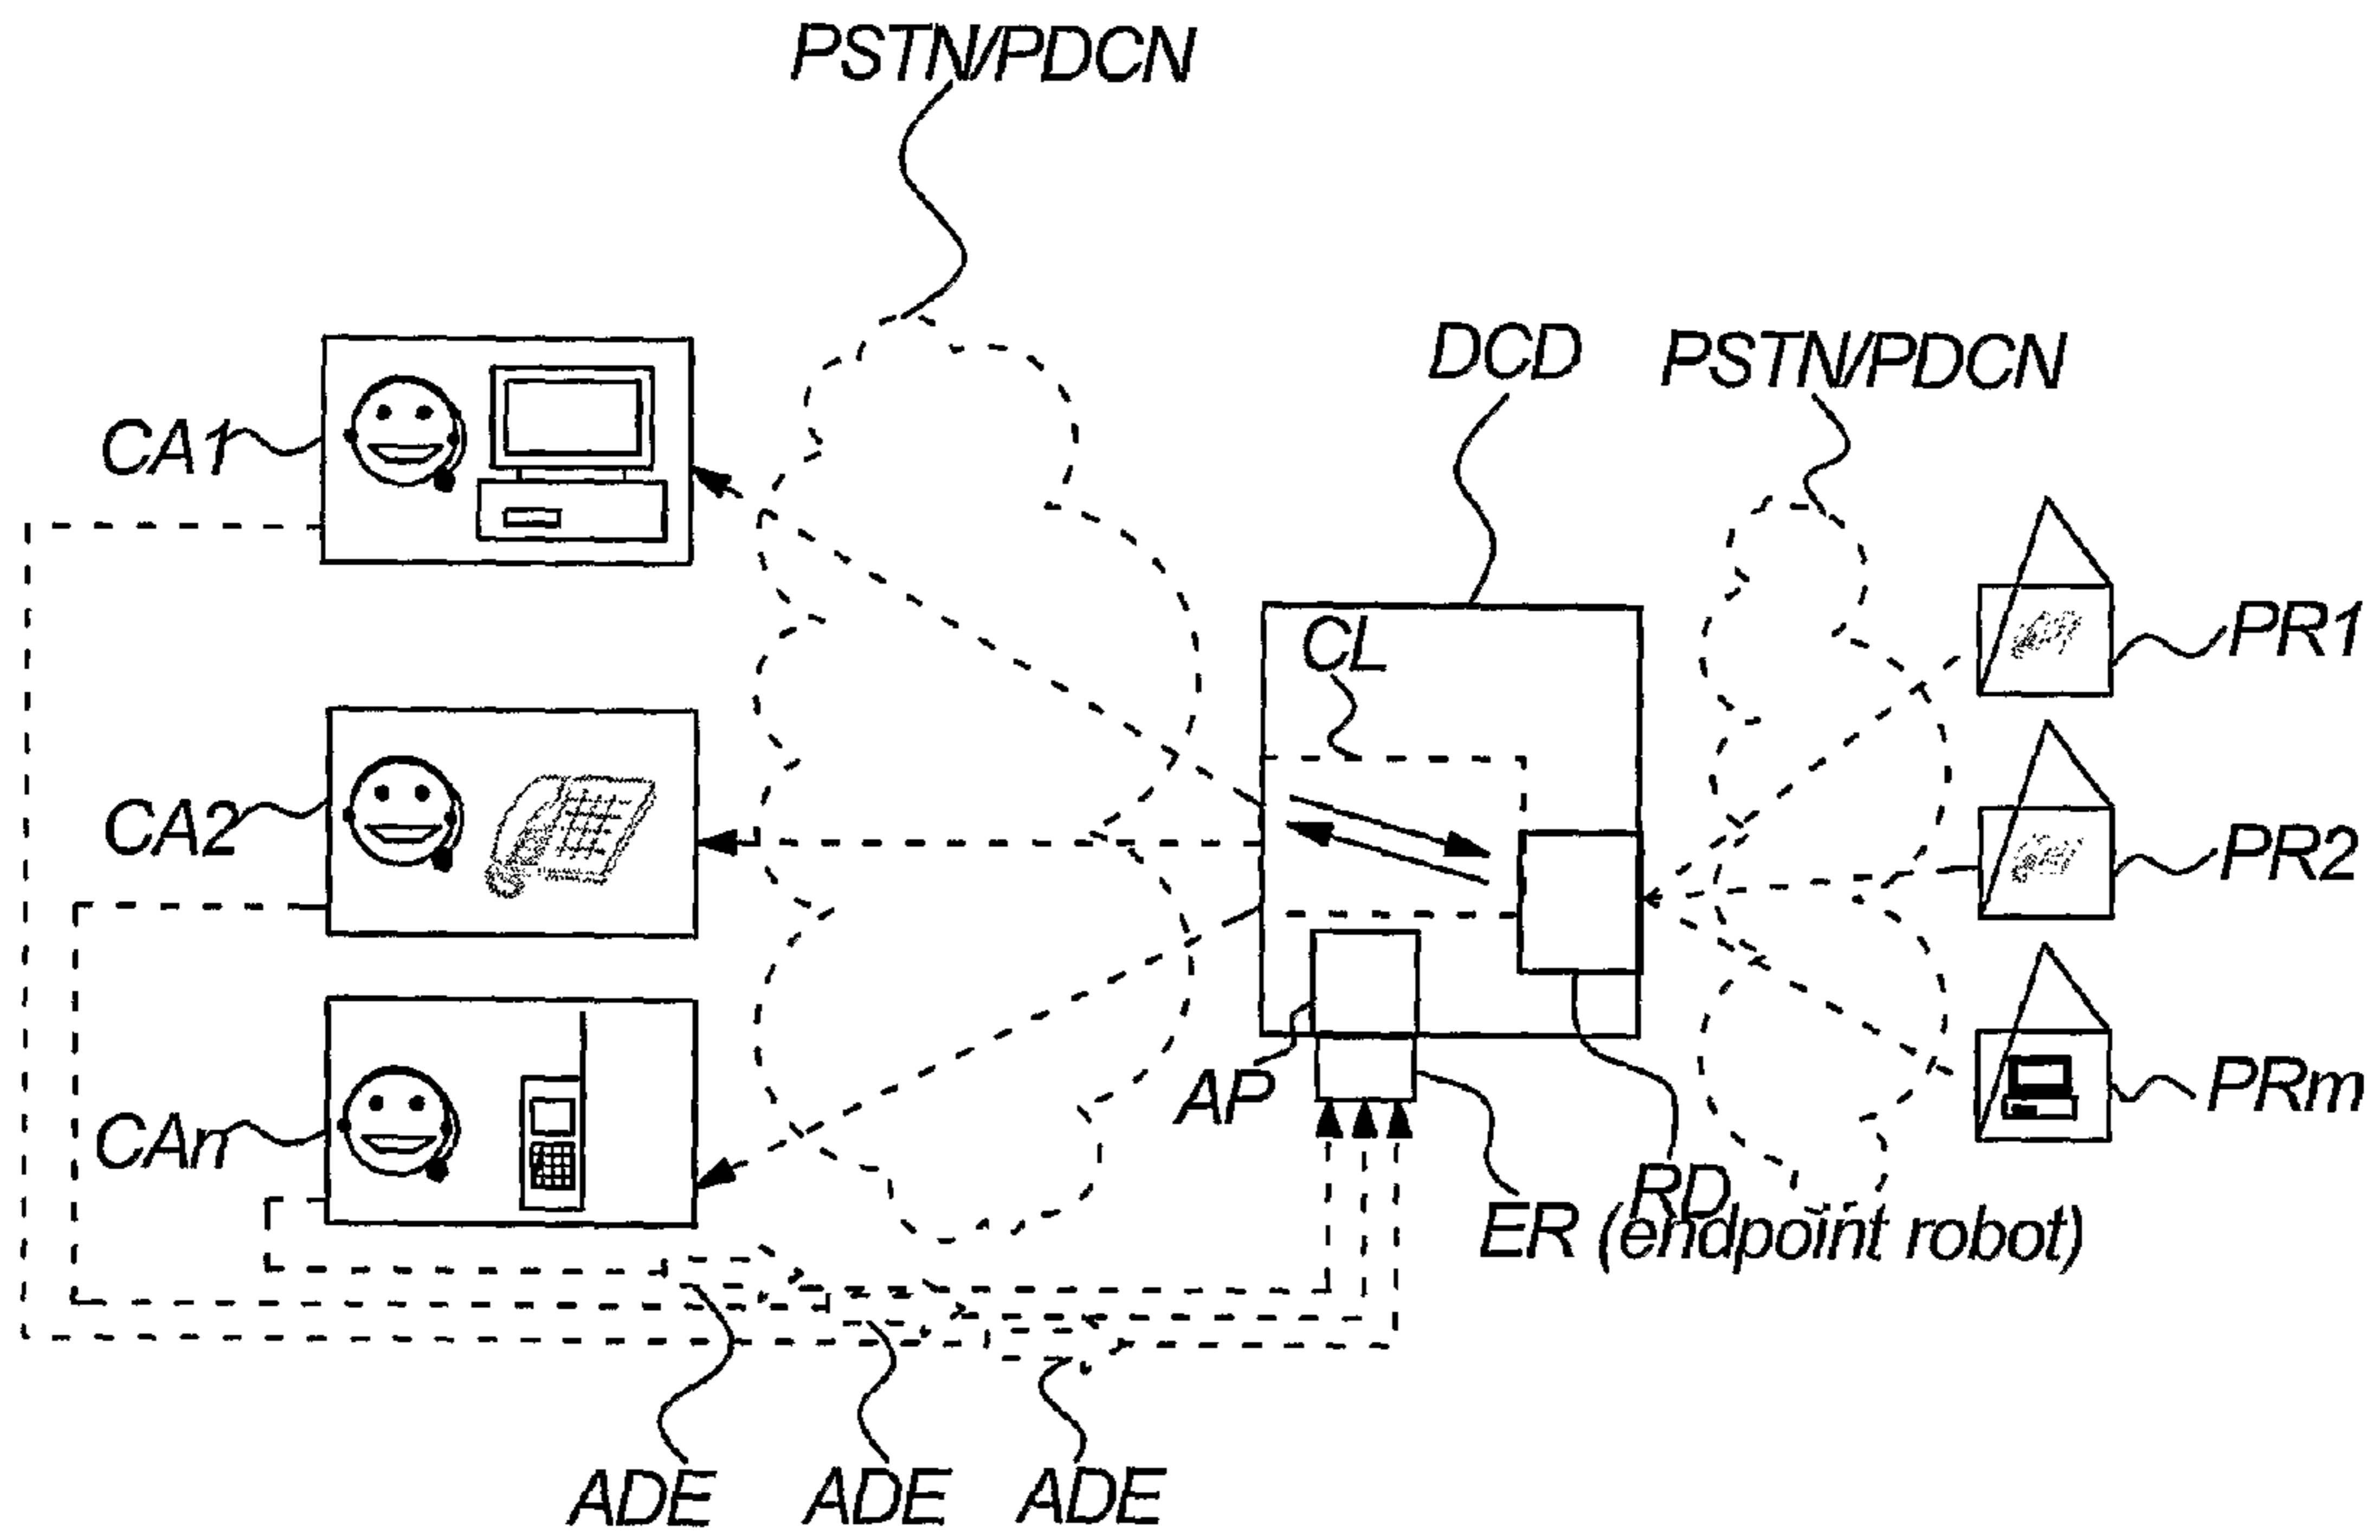 PSTN/PDCN
DCD
PSTN/PDCN
CA1
CL
PR1
CA2
PR2
AP
PRm
CAn
RD
ER (endpoint robot)
ADE
ADE
ADE